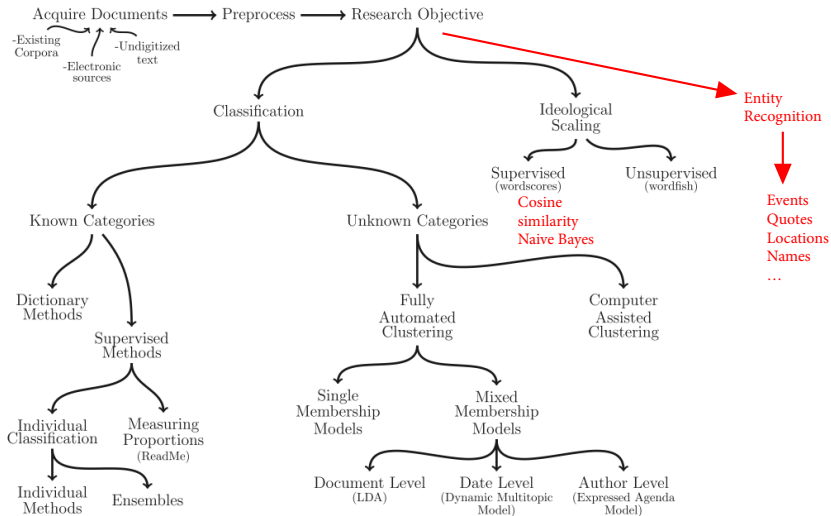 Acquire Documents
Preprocess
Research Objective
-Existing
Corpora
-Undigitized
text
-Electronic
sources
Entity
Recognition
Classification
Ideological
Scaling
Supervised
(wordscores)
Unsupervised
(wordfish)
Cosine
similarity
Naive Bayes
Events
Quotes
Locations
Names
...
Known Categories
Unknown Categories
Dictionary
Methods
Fully
Automated
Clustering
Computer
Assisted
Clustering
Supervised
Methods
Single
Membership
Models
Mixed
Membership
Models
Individual
Classification
Measuring
Proportions
(ReadMe)
Document Level
(LDA)
Date Level
(Dynamic Multitopic
Model)
Author Level
(Expressed Agenda
Model)
Individual
Methods
Ensembles